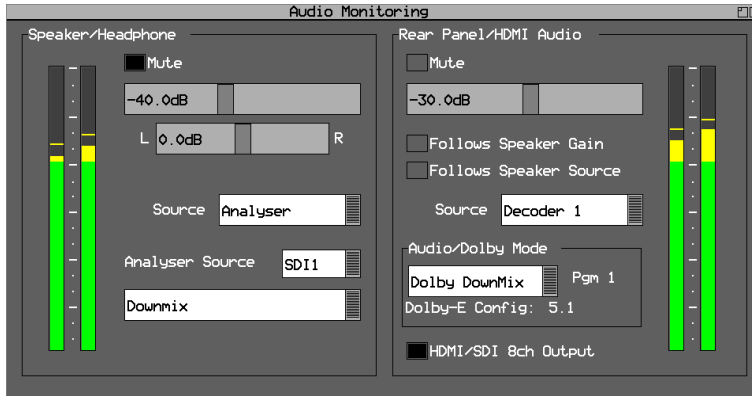 Audio Monitoring
Speaker/Headphone
Mute
-40.0dB
L 0.0dB R
Source Analyser
Analyser Source SDI1
Downmix
Rear Panel/HDMI Audio
Mute
-30.0dB
Follows Speaker Gain
Follows Speaker Source
Source Decoder 1
Audio/Dolby Mode
Dolby DownMix Pgm 1
Dolby-E Config: 5.1
HDMI/SDI 8ch Output